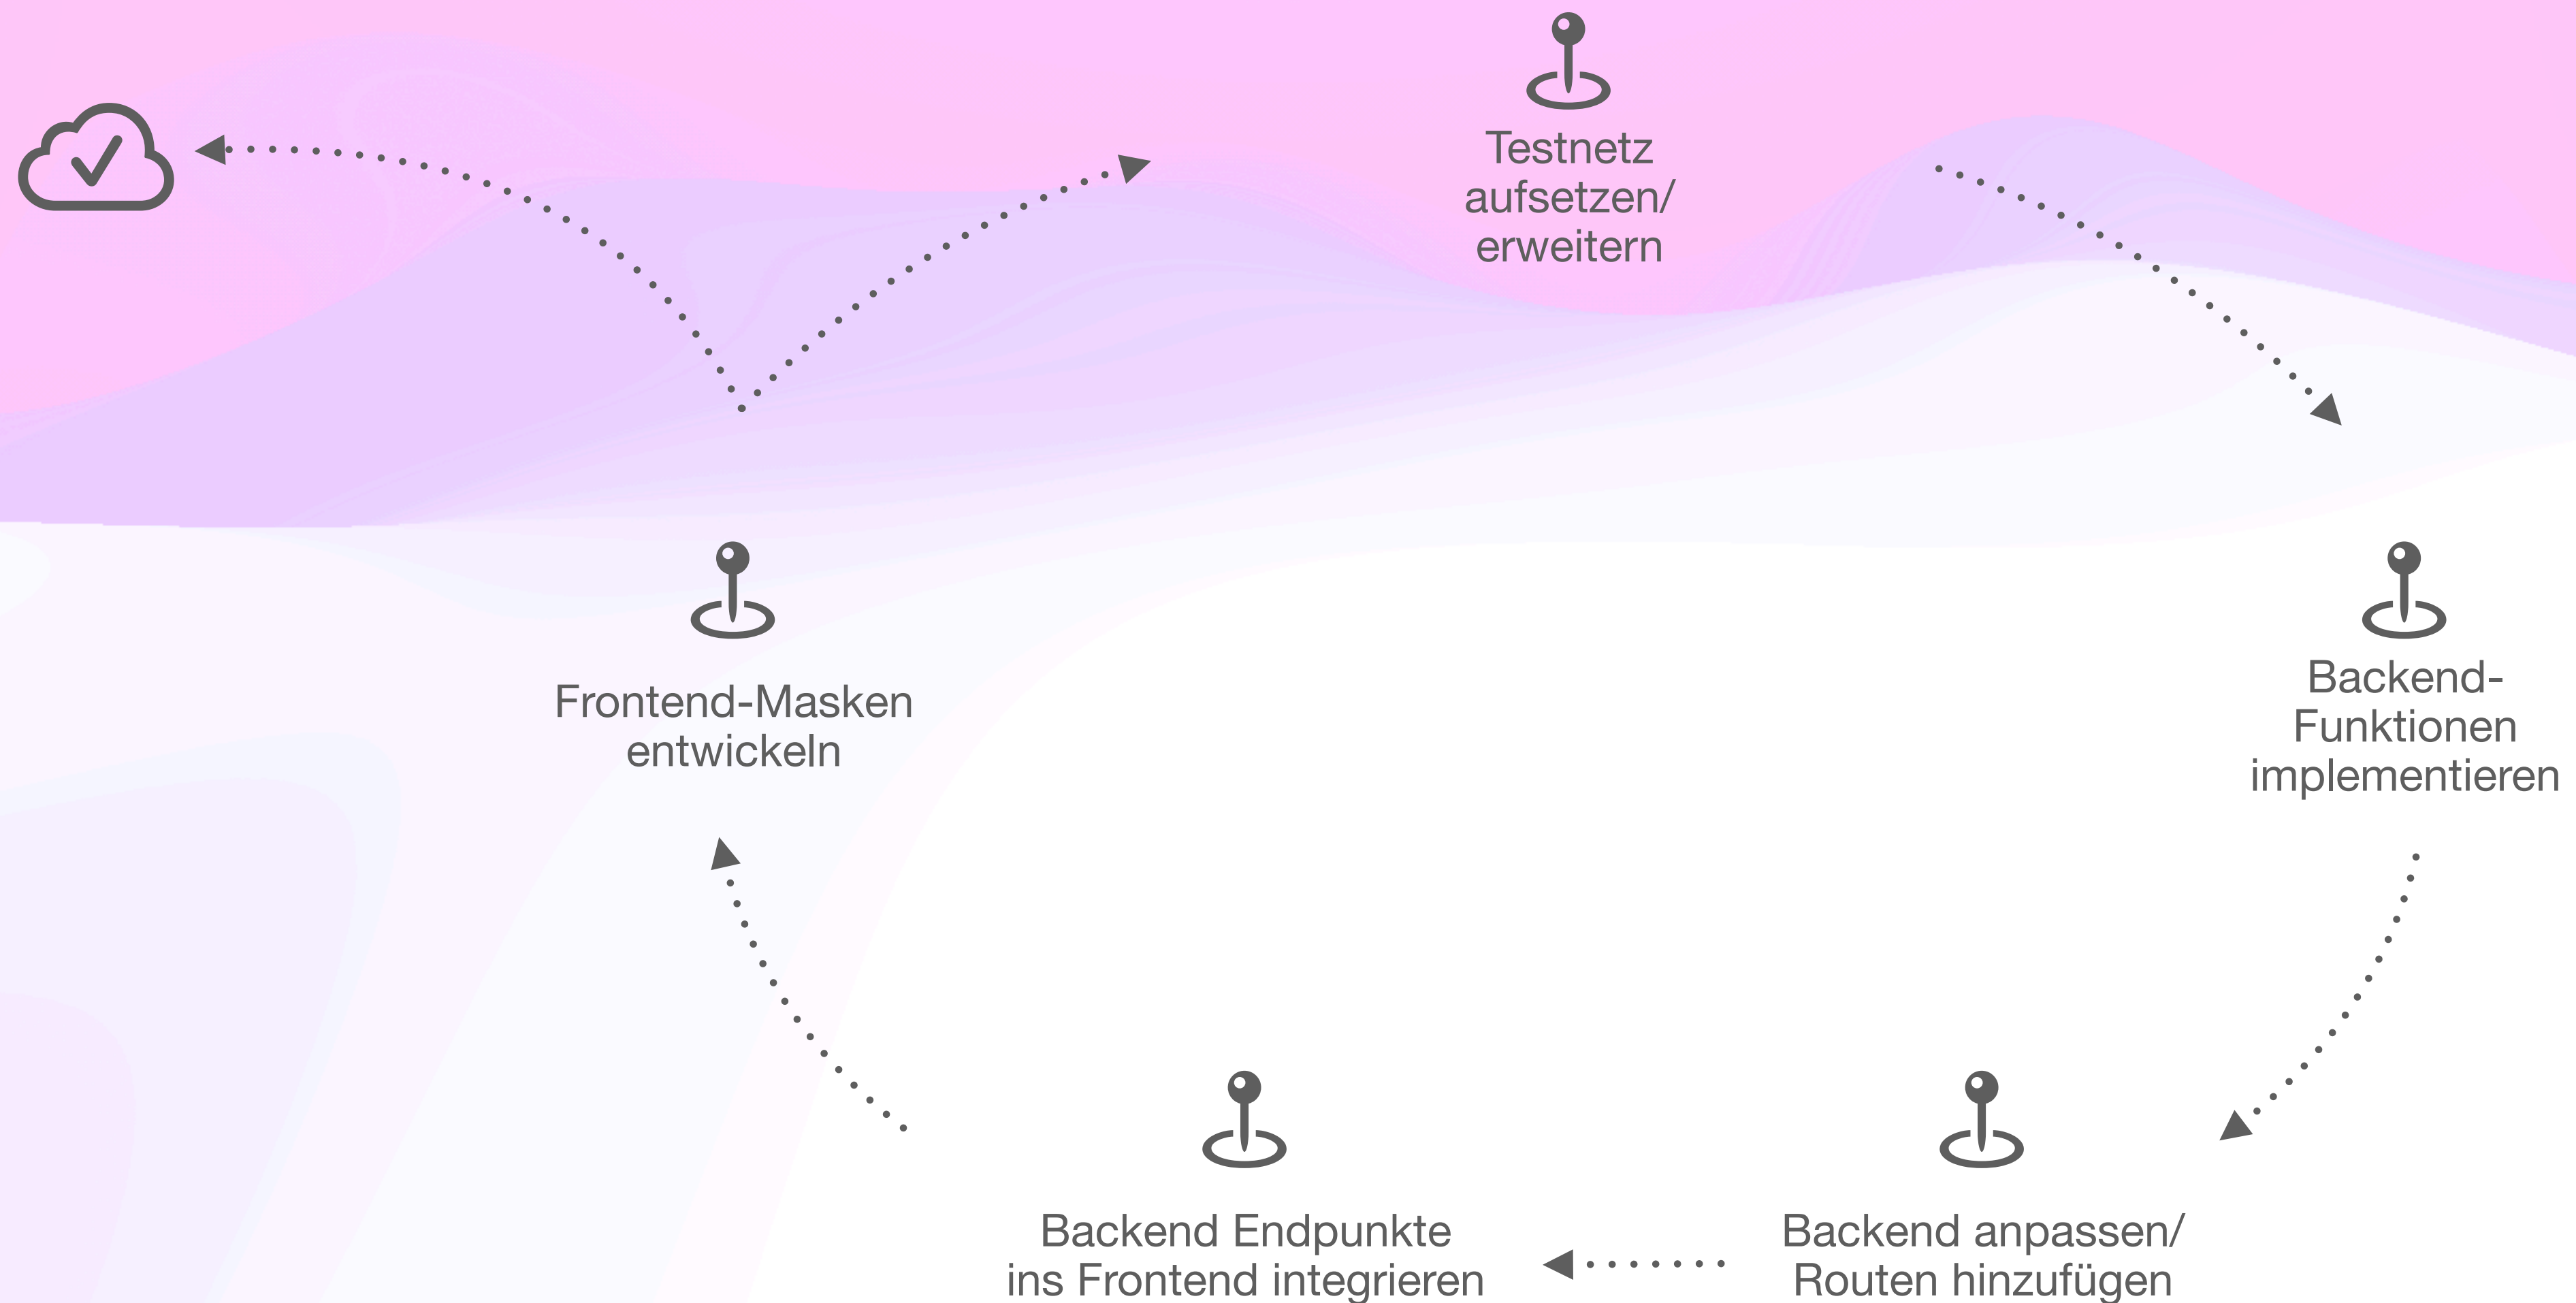 Testnetz
aufsetzen/
erweitern
Frontend-Masken
entwickeln
Backend-
Funktionen
implementieren
Backend Endpunkte
ins Frontend integrieren
Backend anpassen/
Routen hinzufügen